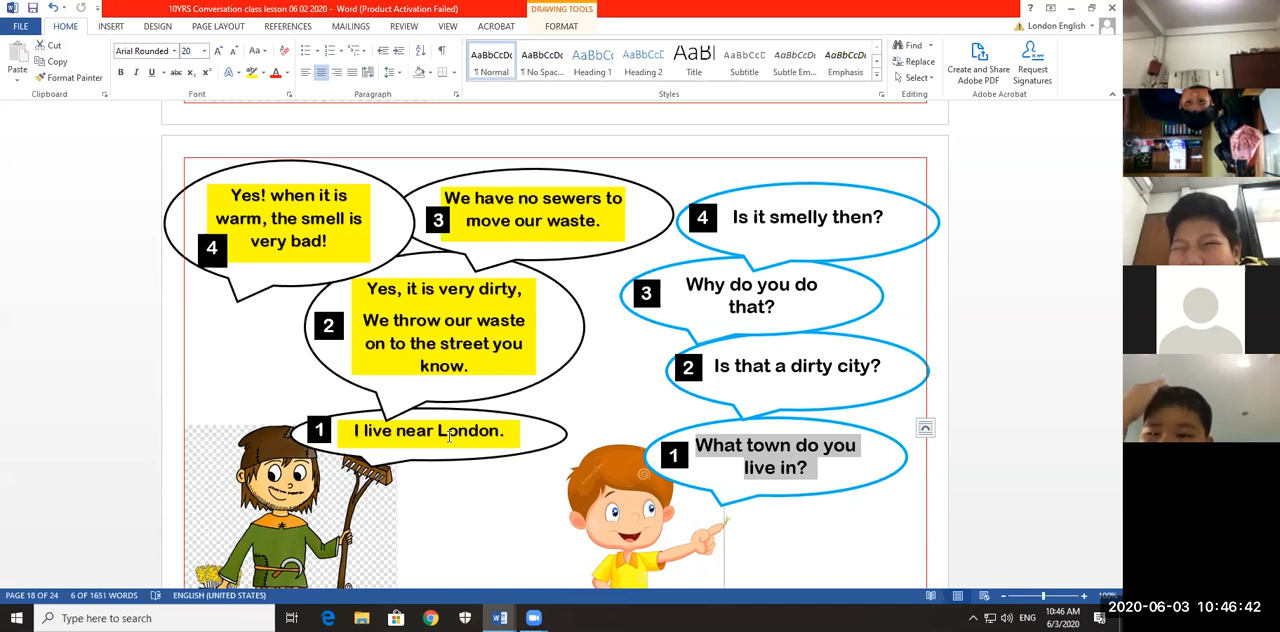 10YRS Conversation class lesson 06 02 2020 - Word (Product Activation Failed)
DRAWING TOOLS
FILE HOME INSERT DESIGN PAGE LAYOUT REFERENCES MAILINGS REVIEW VIEW ACROBAT FORMAT
London English
Paste
Cut
Copy
Format Painter
Clipboard
Arial Rounded 20
Font
Paragraph
AaBbCcDc AaBbCcDc AaBbCc AaBbCcD AaBl AaBbCcD AaBbCcDc AaBbCcDc
¶ Normal ¶ No Spac... Heading 1 Heading 2 Title Subtitle Subtle Em... Emphasis
Styles
Find
Replace
Select
Editing
Create and Share Adobe PDF
Request Signatures
Adobe Acrobat
Yes! when it is
warm, the smell is
very bad!
4
We have no sewers to
move our waste.
3
4 Is it smelly then?
3 Why do you do
that?
Yes, it is very dirty,
We throw our waste
on to the street you
know.
2
2 Is that a dirty city?
1 I live near London.
1 What town do you
live in?
PAGE 18 OF 24 6 OF 1651 WORDS ENGLISH (UNITED STATES) 100%
Type here to search
ENG
10:46 AM
6/3/2020
2020-06-03 10:46:42